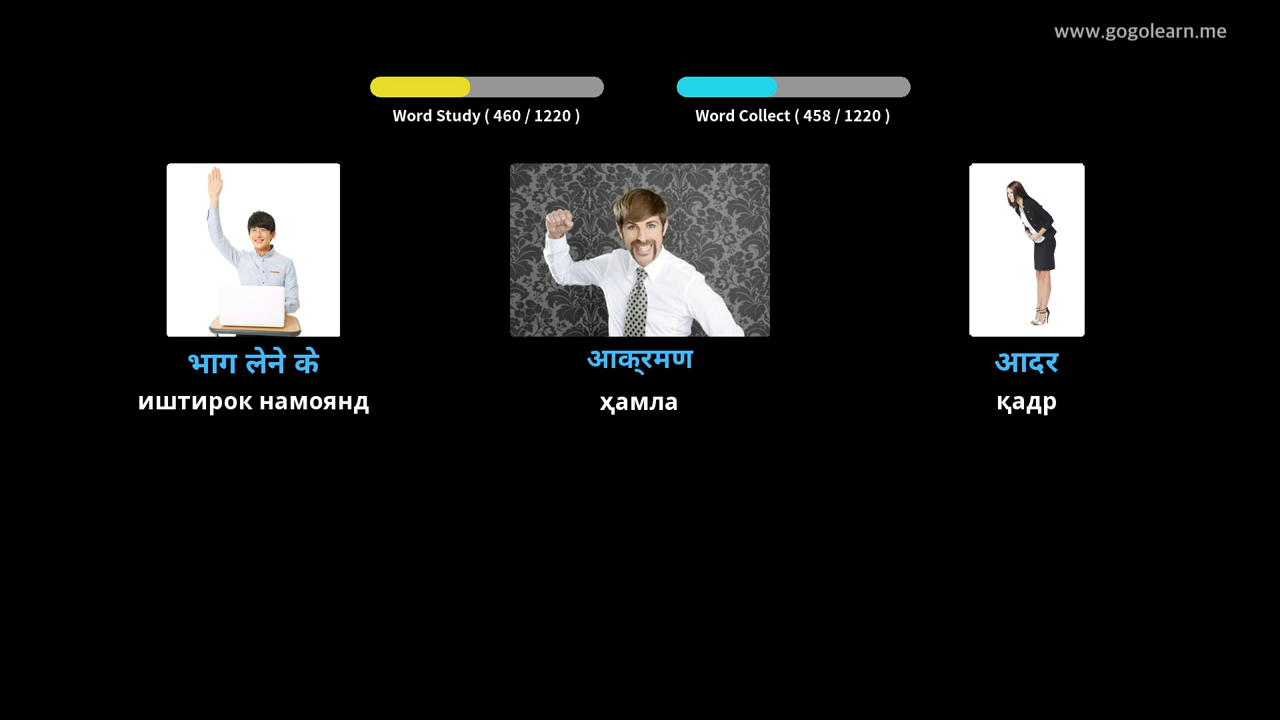 www.gogolearn.me
Word Study ( 460 / 1220 )
Word Collect ( 458 / 1220 )
भाग लेने के
आक्रमण
आदर
иштирок намоянд
ҳамла
қадр